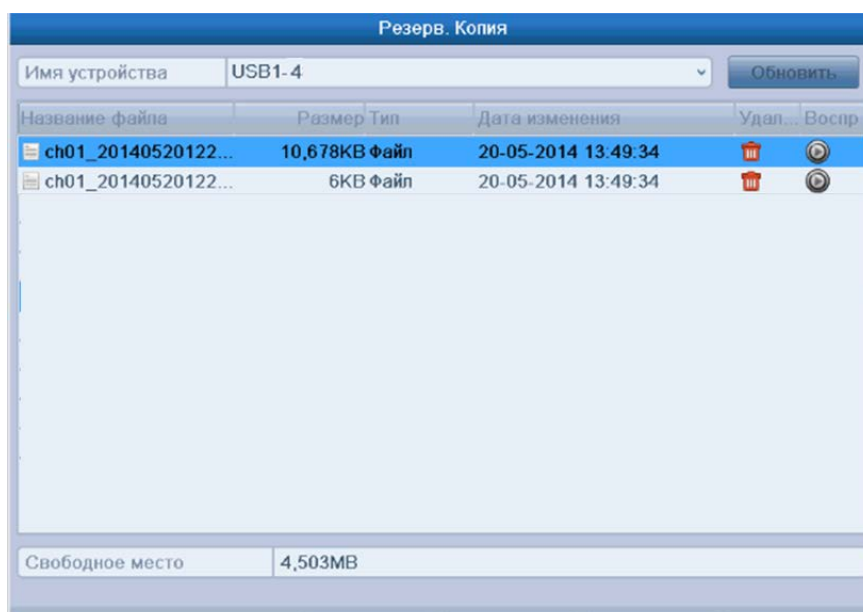 Резерв. Копия
Имя устройства USB1-4 Обновить
Название файла Размер Тип Дата изменения Удал... Воспр
ch01_20140520122... 10,678KB Файл 20-05-2014 13:49:34
ch01_20140520122... 6KB Файл 20-05-2014 13:49:34
Свободное место 4,503MB